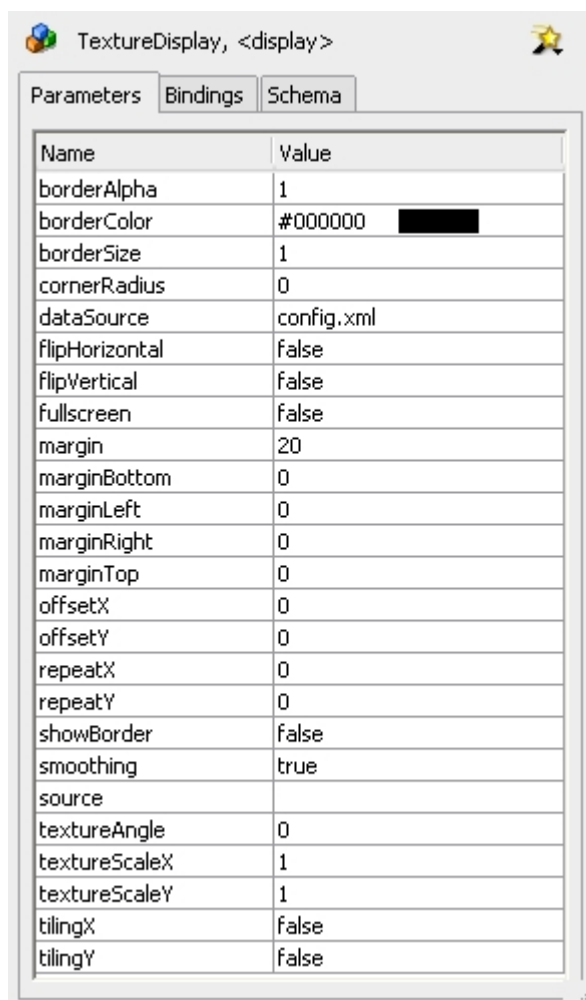 TextureDisplay, <display>
Parameters Bindings Schema
Name Value
borderAlpha 1
borderColor #000000
borderSize 1
cornerRadius 0
dataSource config.xml
flipHorizontal false
flipVertical false
fullscreen false
margin 20
marginBottom 0
marginLeft 0
marginRight 0
marginTop 0
offsetX 0
offsetY 0
repeatX 0
repeatY 0
showBorder false
smoothing true
source
textureAngle 0
textureScaleX 1
textureScaleY 1
tilingX false
tilingY false